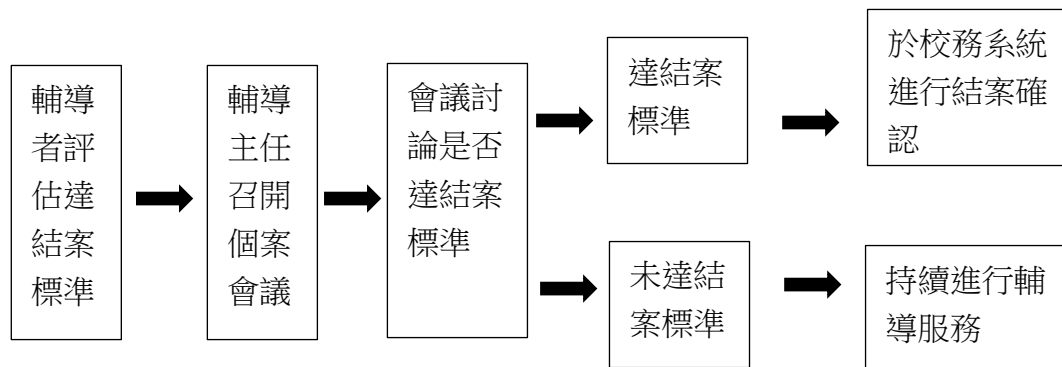 輔導
者評
估達
結案
標準
輔導
主任
召開
個案
會議
會議討
論是否
達結案
標準
達結案
標準
於校務系統
進行結案確
認
未達結
案標準
持續進行輔
導服務